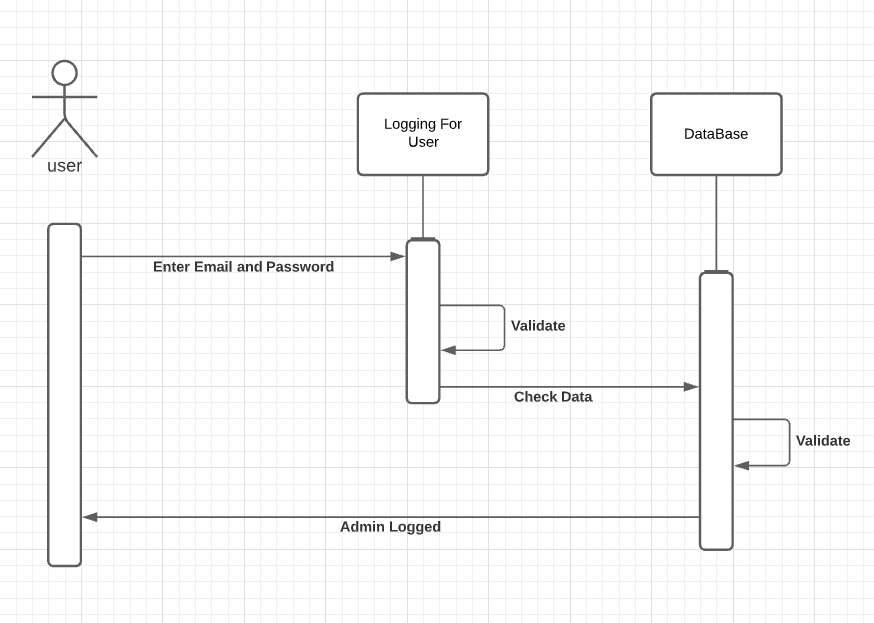 user
Logging For
User
DataBase
Enter Email and Password
Validate
Check Data
Validate
Admin Logged